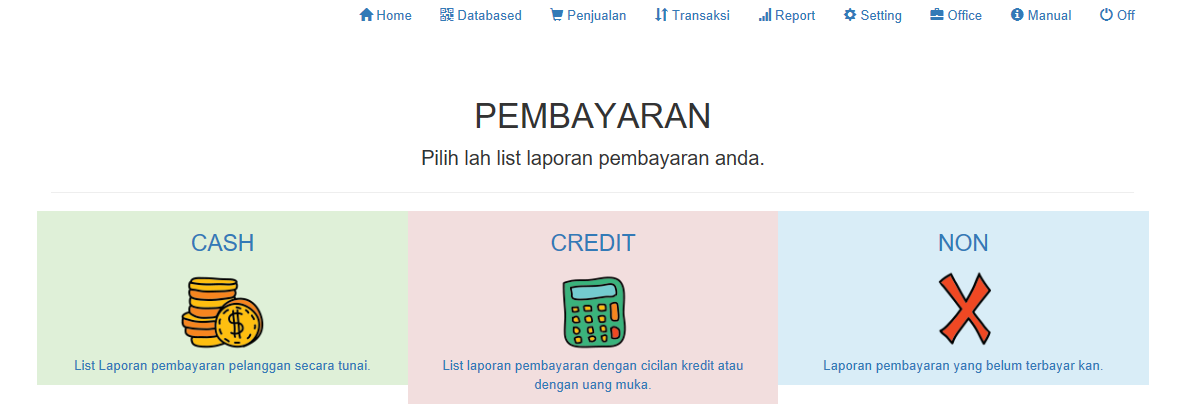 Home Databased Penjualan Transaksi Report Setting Office Manual Off
PEMBAYARAN
Pilih lah list laporan pembayaran anda.
CASH
List Laporan pembayaran pelanggan secara tunai.
CREDIT
List laporan pembayaran dengan cicilan kredit atau
dengan uang muka.
NON
Laporan pembayaran yang belum terbayar kan.